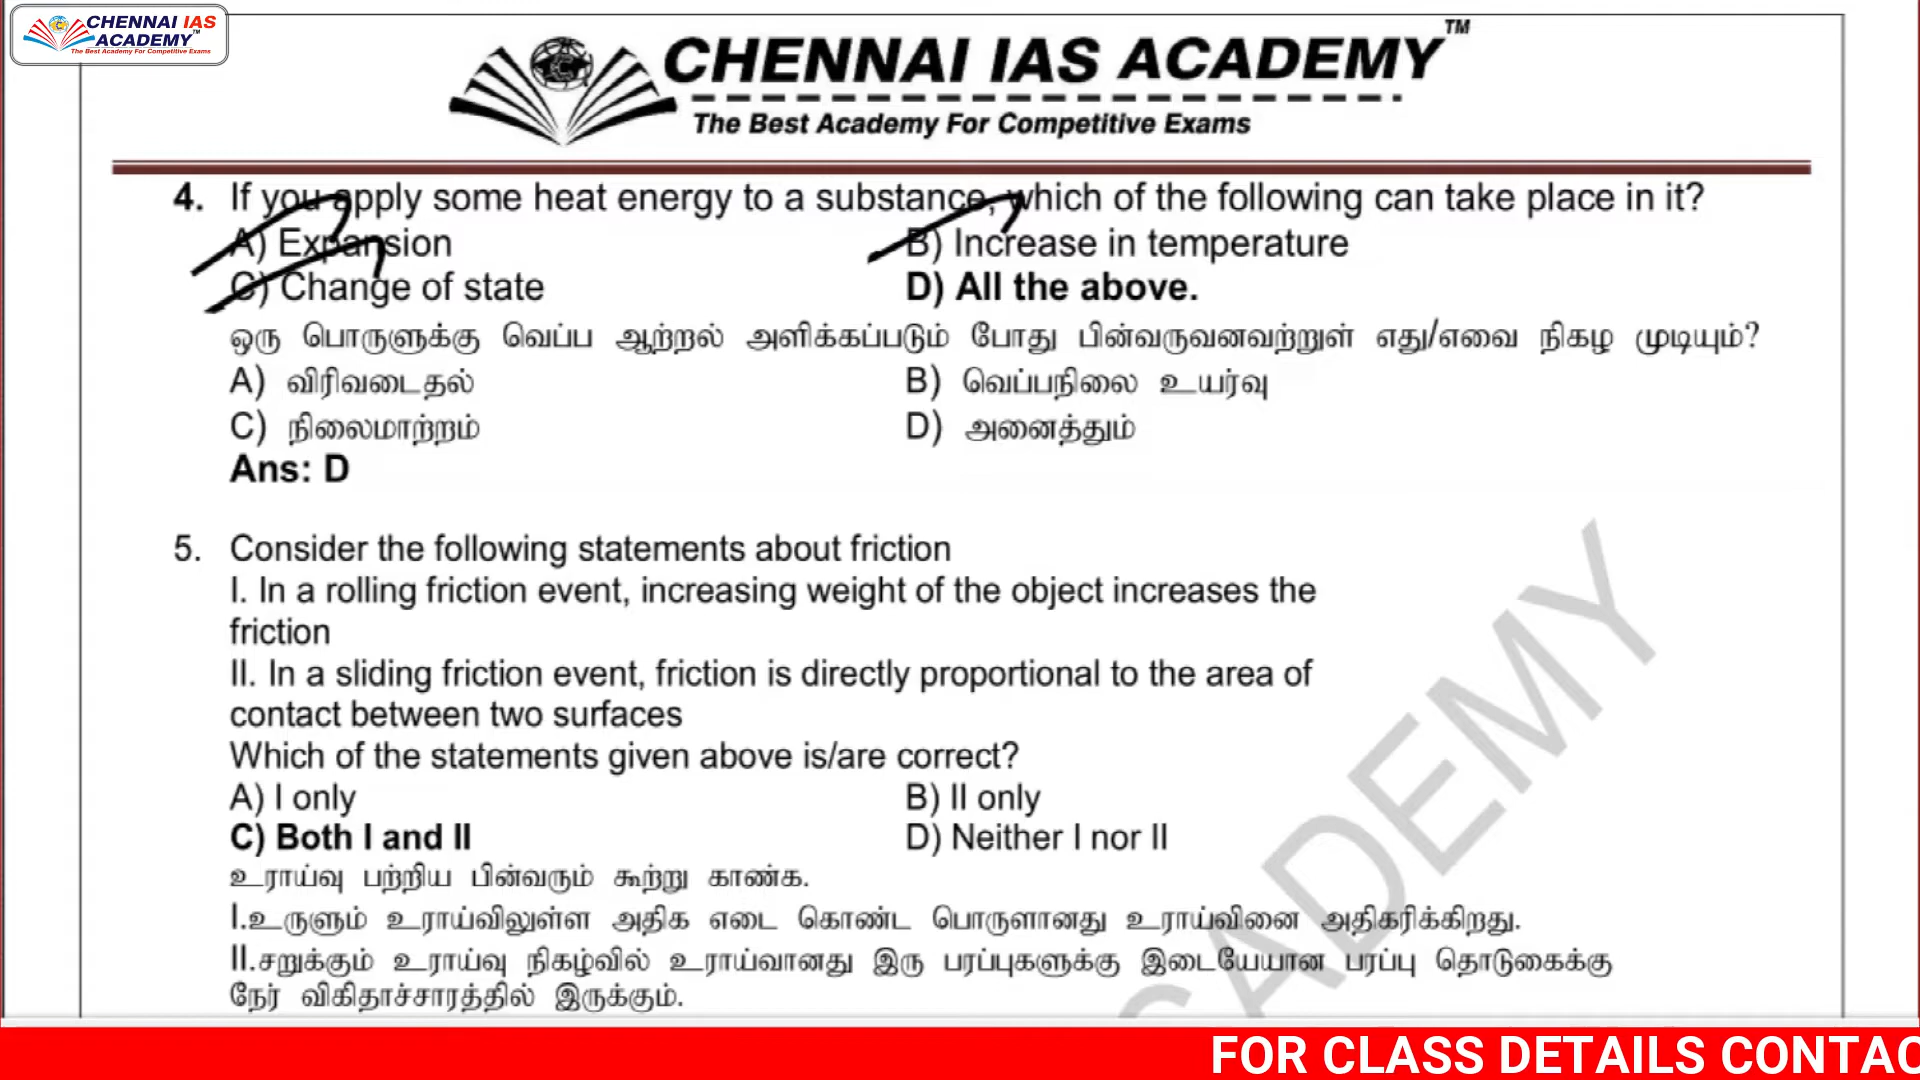 CHENNAI IAS
ACADEMY™
The Best Academy For Competitive Exams
CHENNAI IAS ACADEMY™
The Best Academy For Competitive Exams
4. If you apply some heat energy to a substance, which of the following can take place in it?
A) Expansion B) Increase in temperature
C) Change of state D) All the above.
ஒரு பொருளுக்கு வெப்ப ஆற்றல் அளிக்கப்படும் போது பின்வருவனவற்றுள் எது/எவை நிகழ முடியும்?
A) விரிவடைதல் B) வெப்பநிலை உயர்வு
C) நிலைமாற்றம் D) அனைத்தும்
Ans: D
5. Consider the following statements about friction
I. In a rolling friction event, increasing weight of the object increases the
friction
II. In a sliding friction event, friction is directly proportional to the area of
contact between two surfaces
Which of the statements given above is/are correct?
A) I only B) II only
C) Both I and II D) Neither I nor II
உராய்வு பற்றிய பின்வரும் கூற்று காண்க.
I.உருளும் உராய்விலுள்ள அதிக எடை கொண்ட பொருளானது உராய்வினை அதிகரிக்கிறது.
II.சறுக்கும் உராய்வு நிகழ்வில் உராய்வானது இரு பரப்புகளுக்கு இடையேயான பரப்பு தொடுகைக்கு
நேர் விகிதாச்சாரத்தில் இருக்கும்.
CADEMY
FOR CLASS DETAILS CONTAC